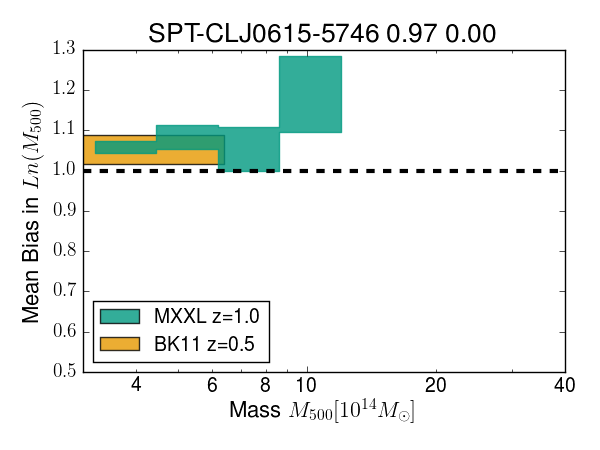 SPT-CLJ0615-5746 0.97 0.00
1.3
1.2
1.1
1.0
0.9
0.8
0.7
0.6
0.5
Mean Bias in Ln(M500)
MXXL z=1.0
BK11 z=0.5
4 6 8 10 20 40
Mass M500[10^14 M⊙]